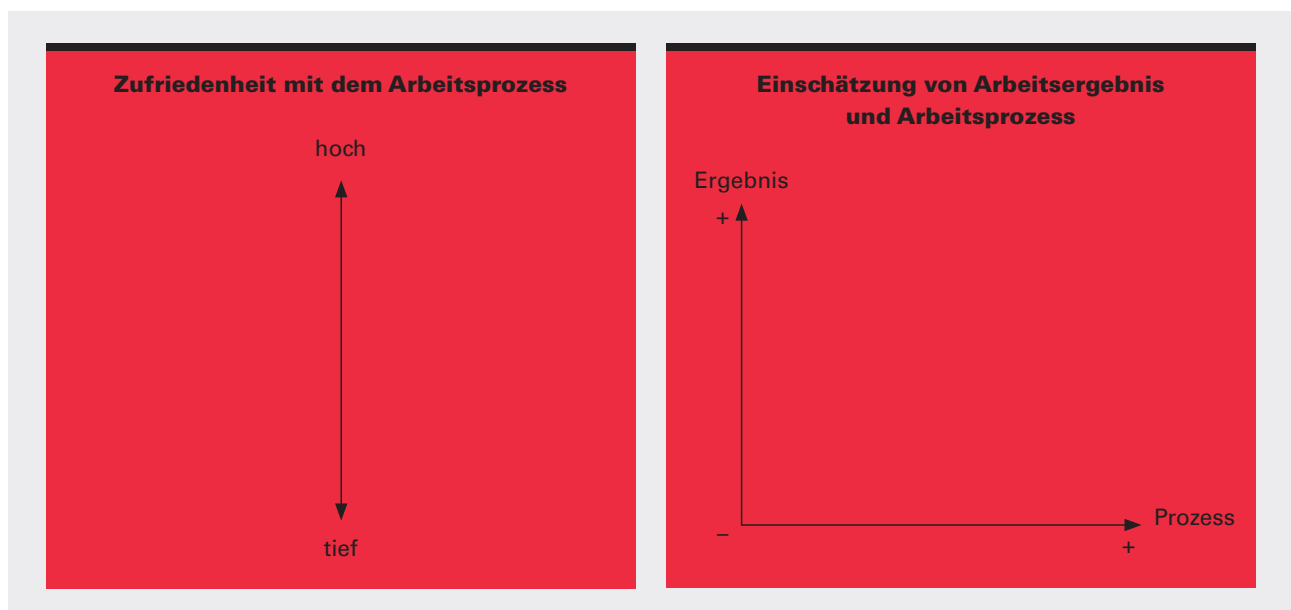 Zufriedenheit mit dem Arbeitsprozess
hoch
tief
Einschätzung von Arbeitsergebnis
und Arbeitsprozess
Ergebnis
+
–
Prozess
+